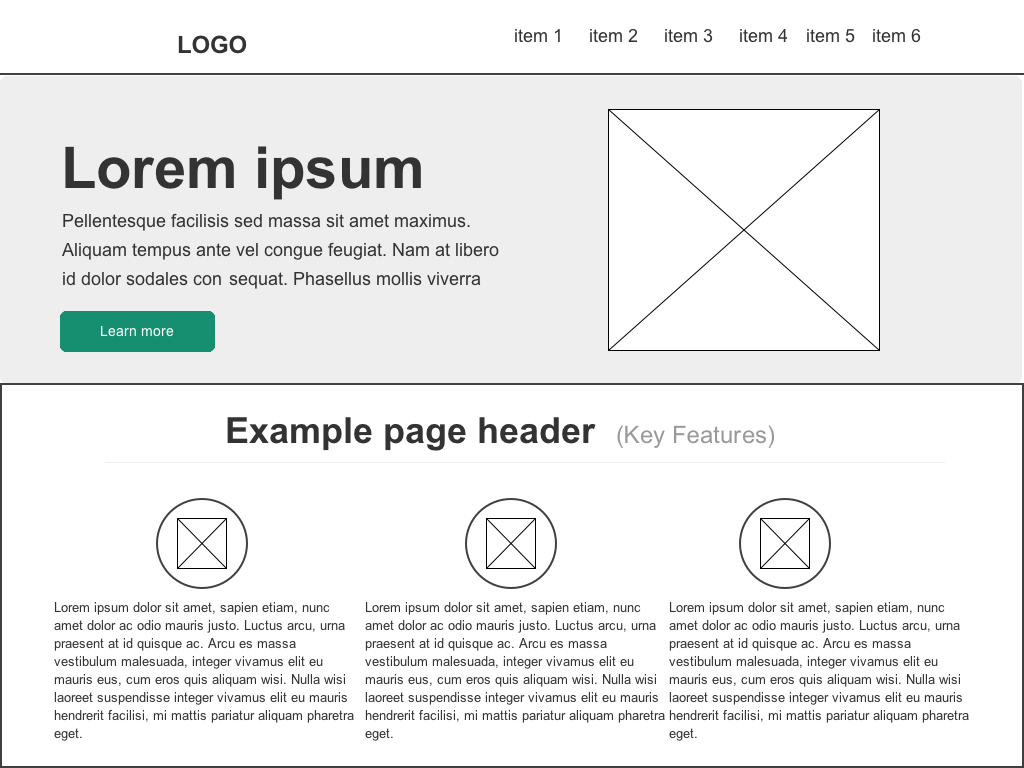 LOGO
item 1 item 2 item 3 item 4 item 5 item 6
Lorem ipsum
Pellentesque facilisis sed massa sit amet maximus.
Aliquam tempus ante vel congue feugiat. Nam at libero
id dolor sodales con sequat. Phasellus mollis viverra
Learn more
Example page header (Key Features)
Lorem ipsum dolor sit amet, sapien etiam, nunc
amet dolor ac odio mauris justo. Luctus arcu, urna
praesent at id quisque ac. Arcu es massa
vestibulum malesuada, integer vivamus elit eu
mauris eus, cum eros quis aliquam wisi. Nulla wisi
laoreet suspendisse integer vivamus elit eu mauris
hendrerit facilisi, mi mattis pariatur aliquam pharetra
eget.
Lorem ipsum dolor sit amet, sapien etiam, nunc
amet dolor ac odio mauris justo. Luctus arcu, urna
praesent at id quisque ac. Arcu es massa
vestibulum malesuada, integer vivamus elit eu
mauris eus, cum eros quis aliquam wisi. Nulla wisi
laoreet suspendisse integer vivamus elit eu mauris
hendrerit facilisi, mi mattis pariatur aliquam pharetra
eget.
Lorem ipsum dolor sit amet, sapien etiam, nunc
amet dolor ac odio mauris justo. Luctus arcu, urna
praesent at id quisque ac. Arcu es massa
vestibulum malesuada, integer vivamus elit eu
mauris eus, cum eros quis aliquam wisi. Nulla wisi
laoreet suspendisse integer vivamus elit eu mauris
hendrerit facilisi, mi mattis pariatur aliquam pharetra
eget.